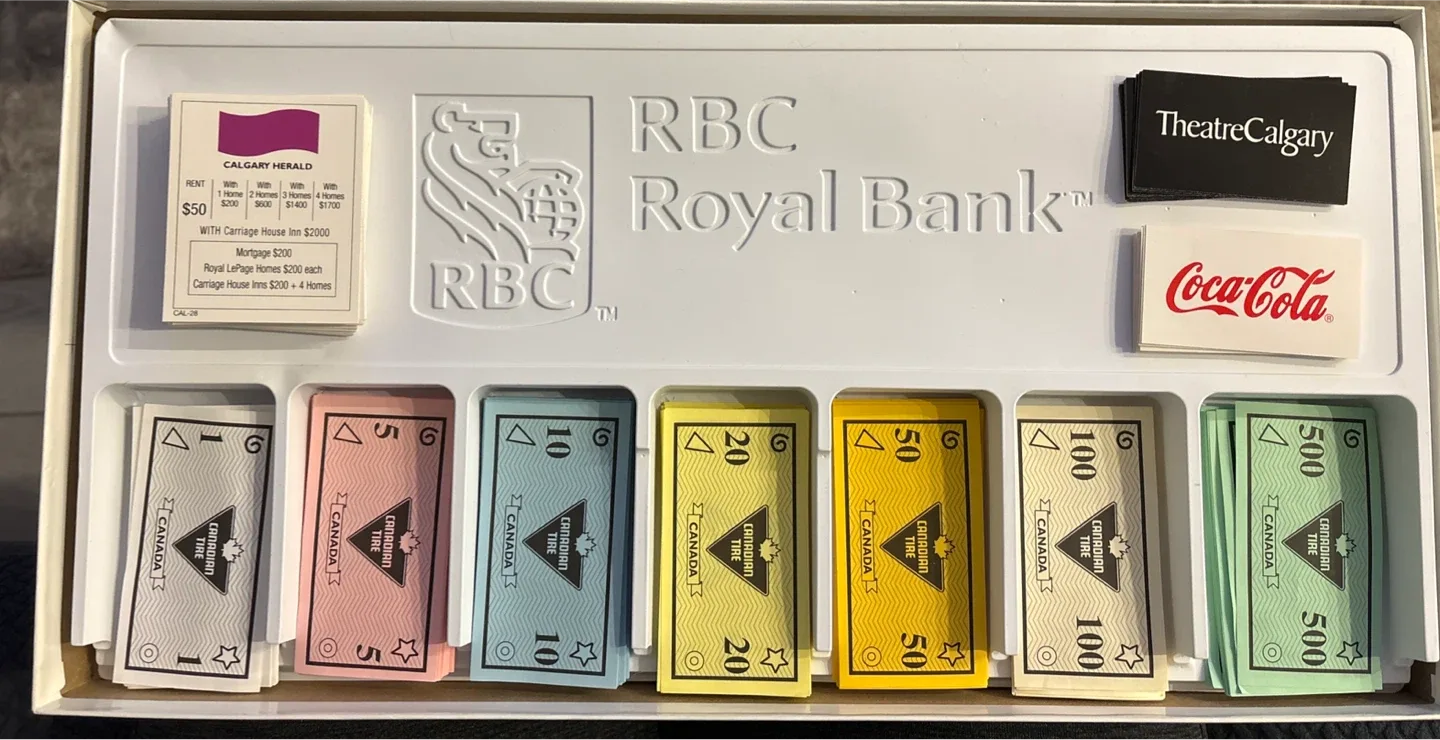 CALGARY HERALD
RENT
$50
With
1 Home
$200
With
2 Homes
$600
With
3 Homes
$1400
With
4 Homes
$1700
WITH Carriage House Inn $2000
Mortgage $200
Royal LePage Homes $200 each
Carriage House Inns $200 + 4 Homes
CAL-28
RBC
TM
RBC
Royal Bank™
TheatreCalgary
Coca-Cola®
1
CANADIAN
TIRE
CANADA
1
5
CANADIAN
TIRE
CANADA
5
10
CANADIAN
TIRE
CANADA
10
20
CANADIAN
TIRE
CANADA
20
50
CANADIAN
TIRE
CANADA
50
100
CANADIAN
TIRE
CANADA
100
500
CANADIAN
TIRE
CANADA
500